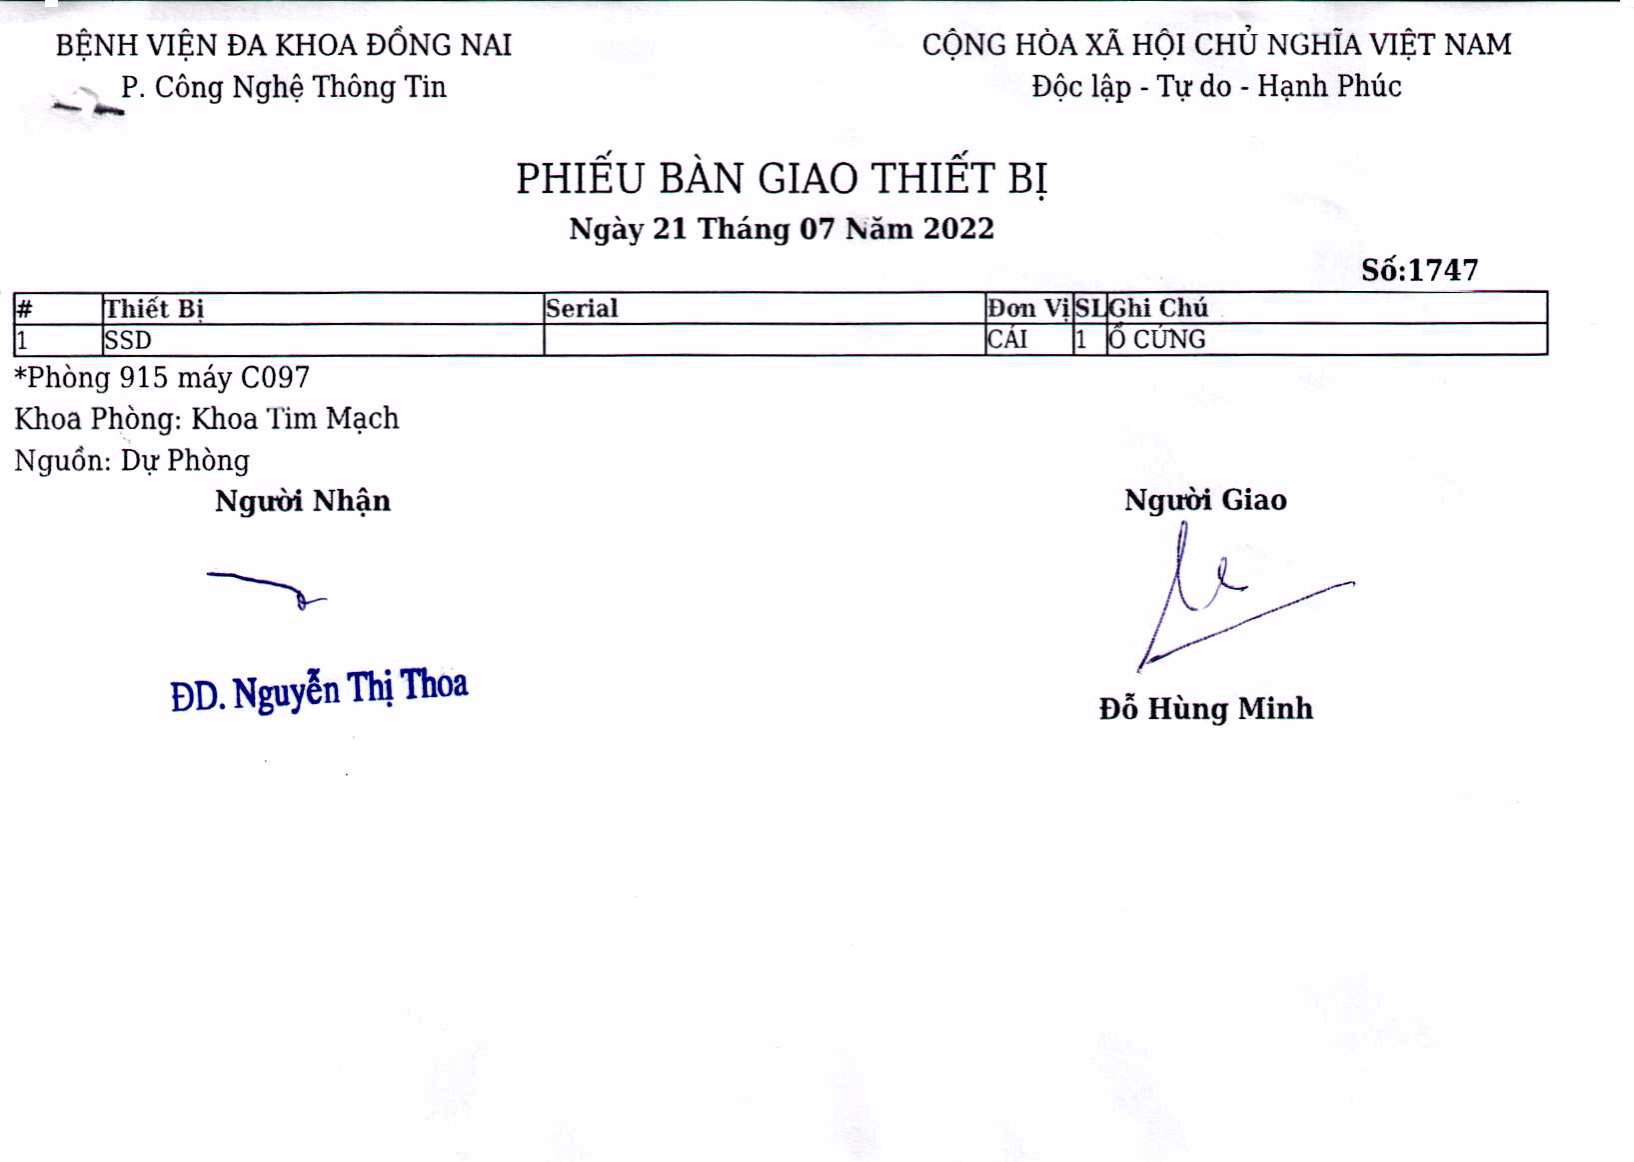 BỆNH VIỆN ĐA KHOA ĐỒNG NAI
P. Công Nghệ Thông Tin
CỘNG HÒA XÃ HỘI CHỦ NGHĨA VIỆT NAM
Độc lập - Tự do - Hạnh Phúc
PHIẾU BÀN GIAO THIẾT BỊ
Ngày 21 Tháng 07 Năm 2022
Số:1747
# Thiết Bị Serial Đơn Vị SL Ghi Chú
1 SSD CÁI 1 Ổ CỨNG
*Phòng 915 máy C097
Khoa Phòng: Khoa Tim Mạch
Nguồn: Dự Phòng
Người Nhận Người Giao
ĐD. Nguyễn Thị Thoa
Đỗ Hùng Minh